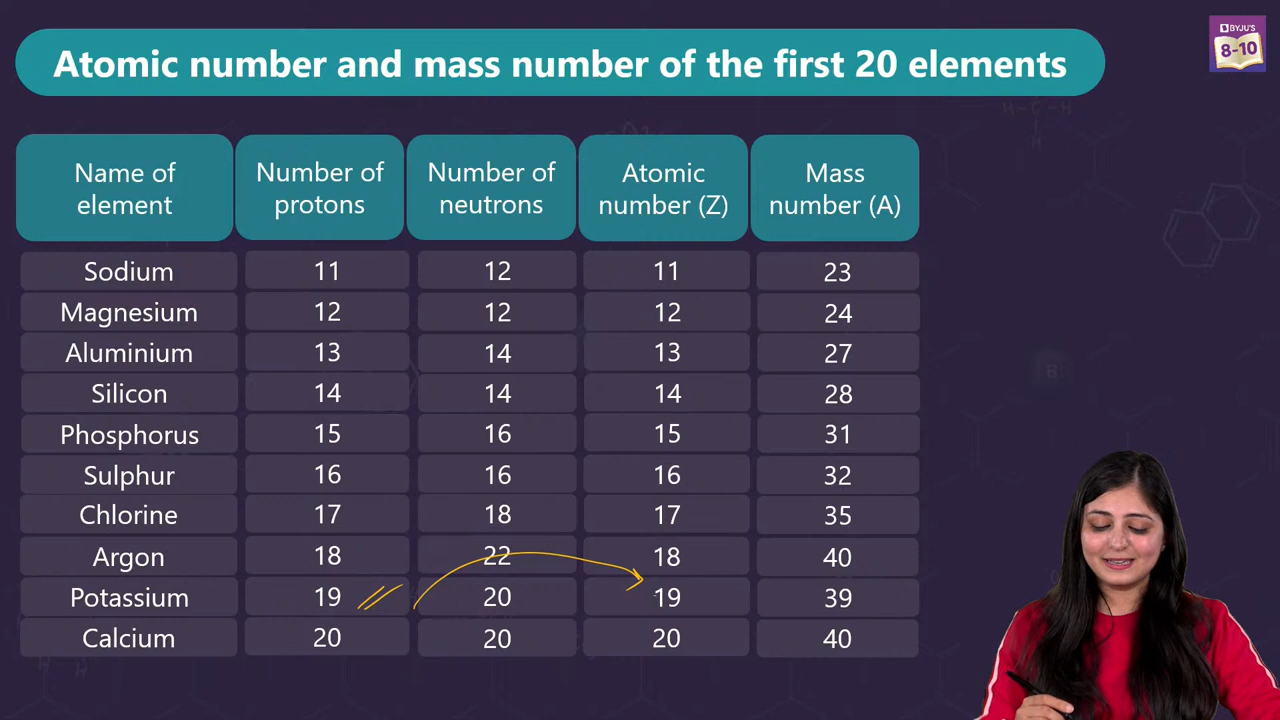 Atomic number and mass number of the first 20 elements
BYJU'S
8-10
Name of element
Number of protons
Number of neutrons
Atomic number (Z)
Mass number (A)
Sodium 11 12 11 23
Magnesium 12 12 12 24
Aluminium 13 14 13 27
Silicon 14 14 14 28
Phosphorus 15 16 15 31
Sulphur 16 16 16 32
Chlorine 17 18 17 35
Argon 18 22 18 40
Potassium 19 20 19 39
Calcium 20 20 20 40